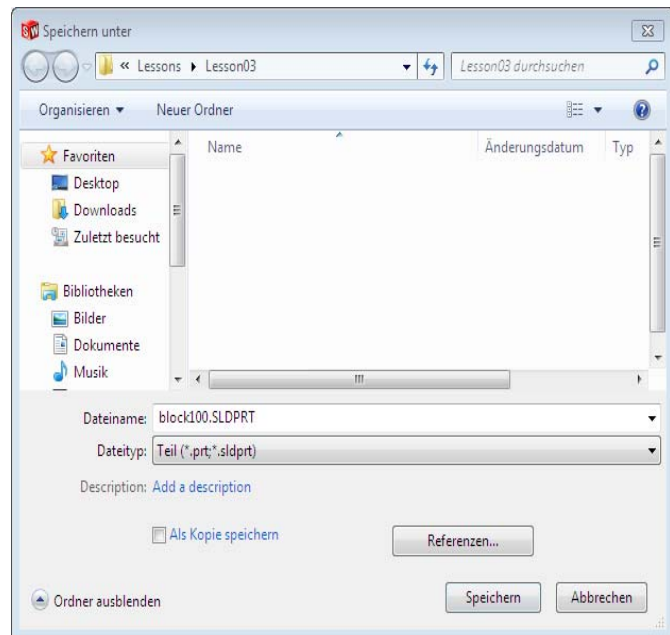 SW Speichern unter
« Lessons Lesson03 Lesson03 durchsuchen
Organisieren Neuer Ordner
Favoriten
Desktop
Downloads
Zuletzt besucht
Bibliotheken
Bilder
Dokumente
Musik
Name Änderungsdatum Typ
Dateiname: block100.SLDPRT
Dateityp: Teil (*.prt;*.sldprt)
Description: Add a description
Als Kopie speichern
Referenzen...
Ordner ausblenden Speichern Abbrechen